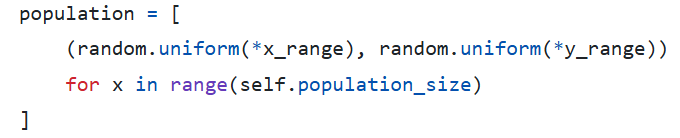 population = [
    (random.uniform(*x_range), random.uniform(*y_range))
    for x in range(self.population_size)
]